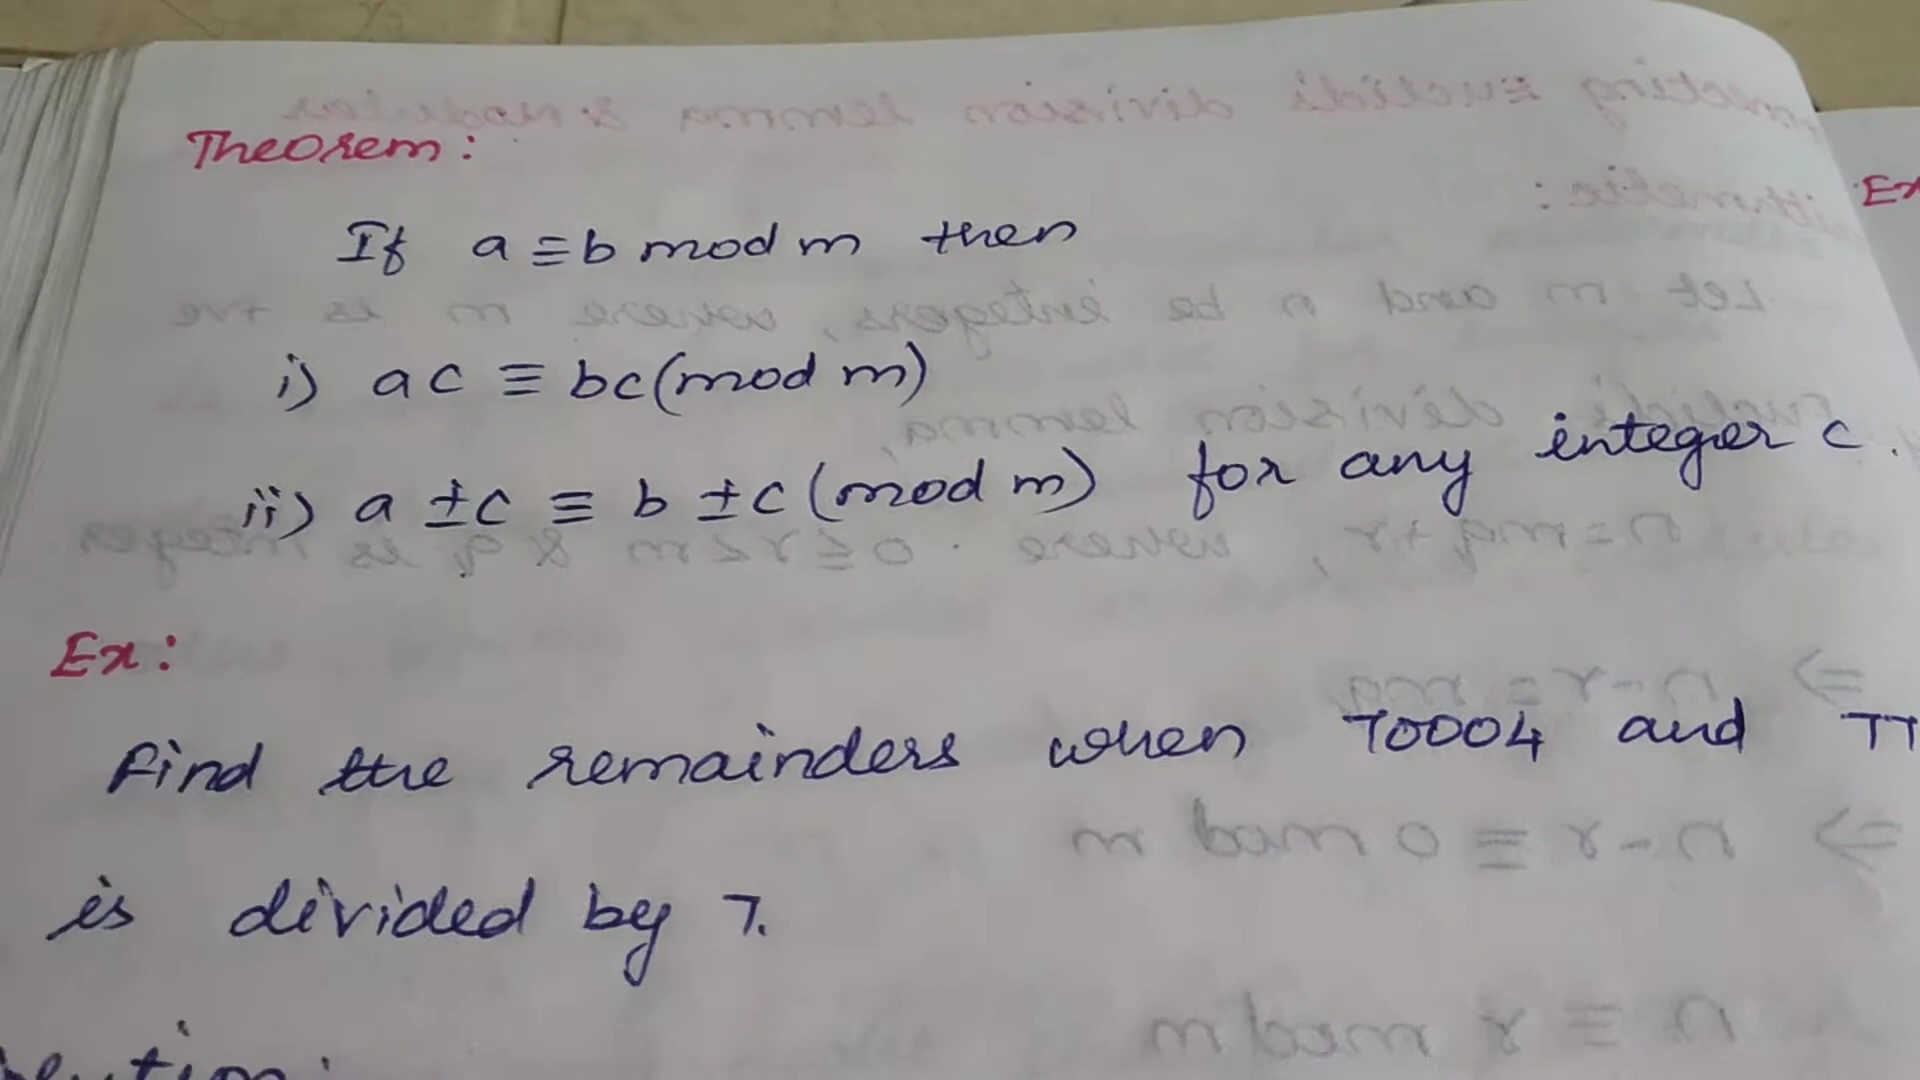 Theorem:
If a ≡ b mod m then
i) ac ≡ bc (mod m)
ii) a ± c ≡ b ± c (mod m) for any integer c.
Ex:
Find the remainders when 70004 and 77
is divided by 7.